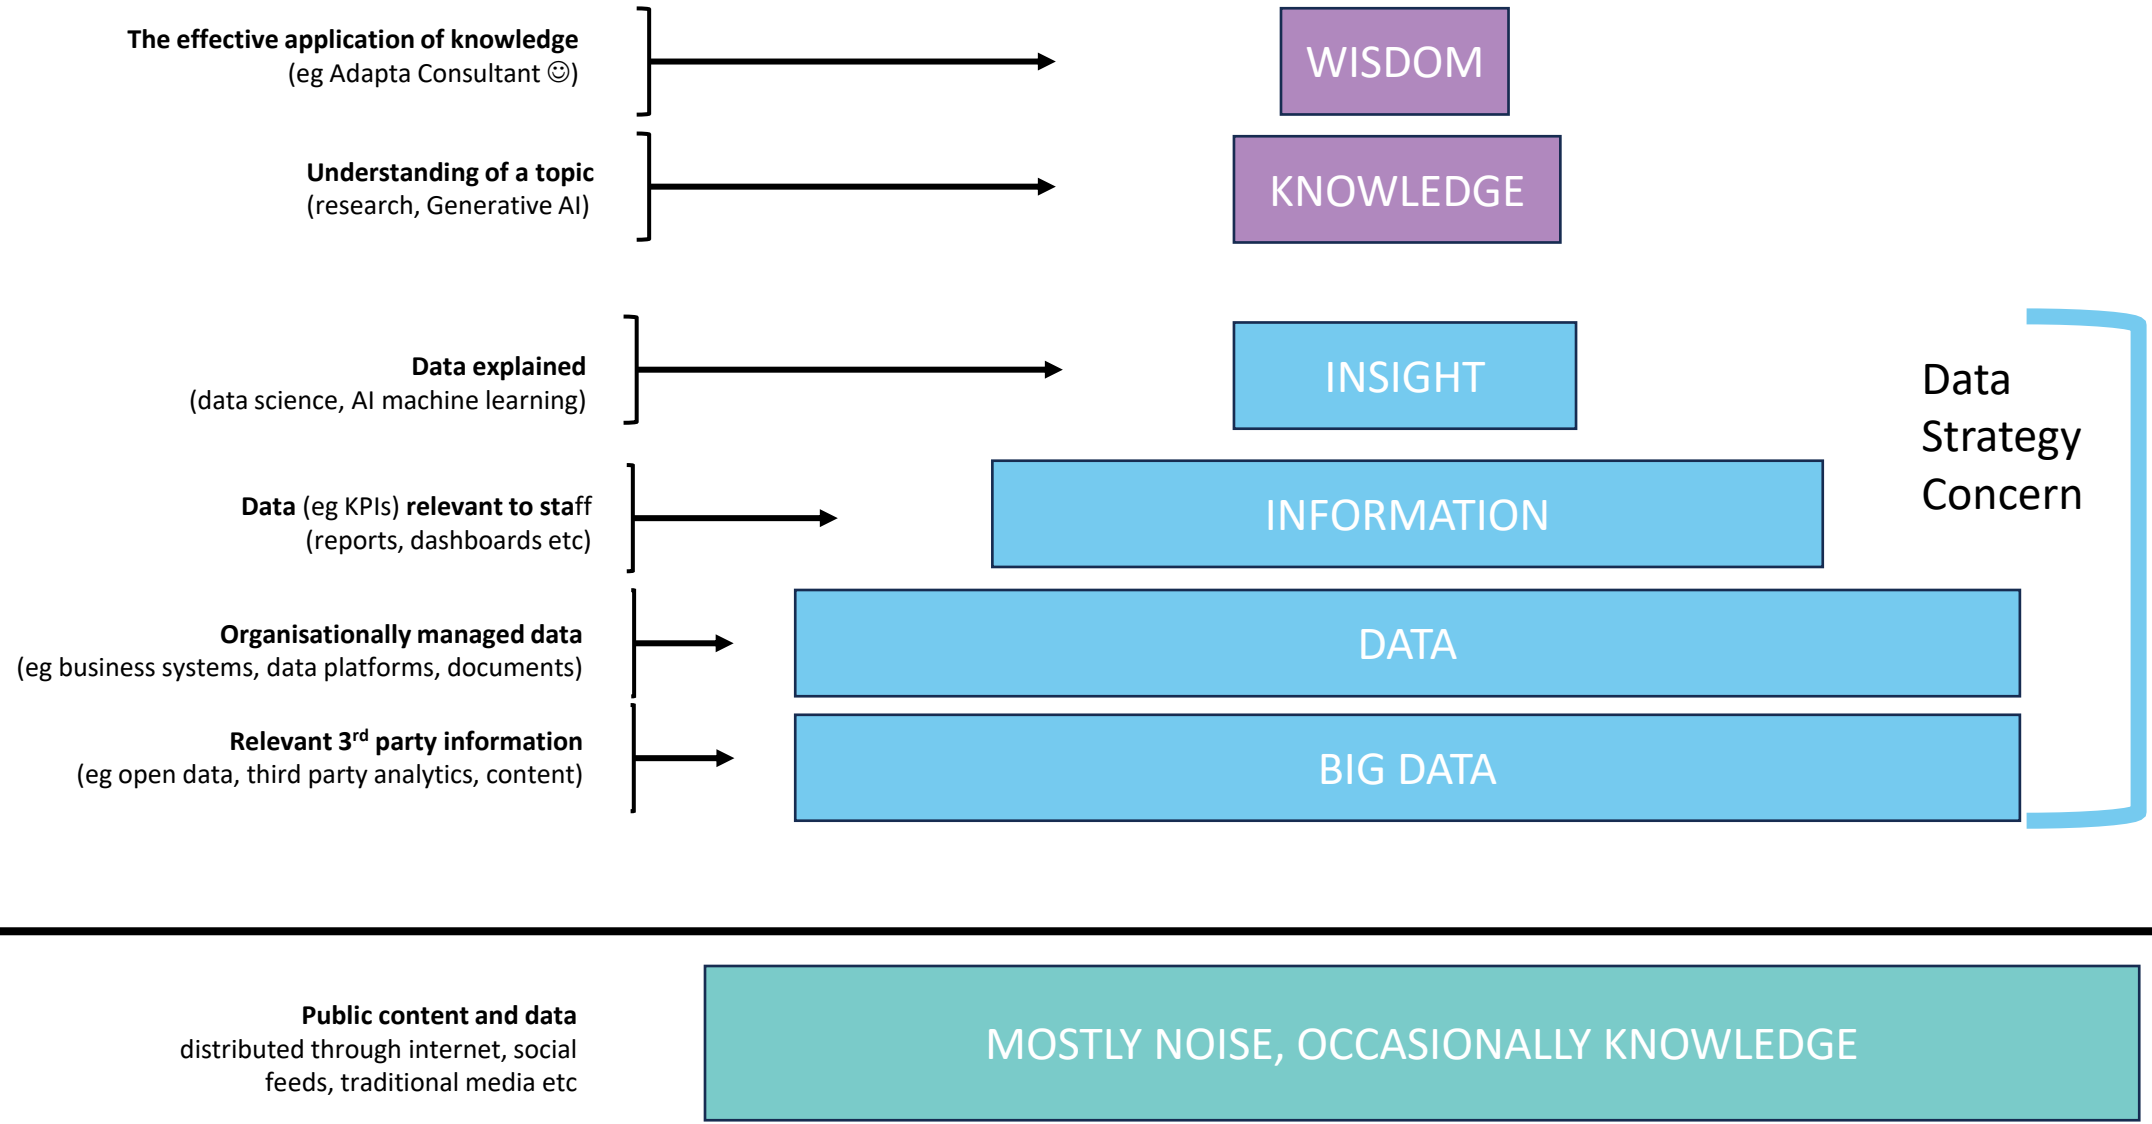 The effective application of knowledge
(eg Adapta Consultant ☺)
WISDOM
Understanding of a topic
(research, Generative AI)
KNOWLEDGE
Data explained
(data science, AI machine learning)
INSIGHT
Data
Strategy
Concern
Data (eg KPIs) relevant to staff
(reports, dashboards etc)
INFORMATION
Organisationally managed data
(eg business systems, data platforms, documents)
DATA
Relevant 3rd party information
(eg open data, third party analytics, content)
BIG DATA
Public content and data
distributed through internet, social
feeds, traditional media etc
MOSTLY NOISE, OCCASIONALLY KNOWLEDGE